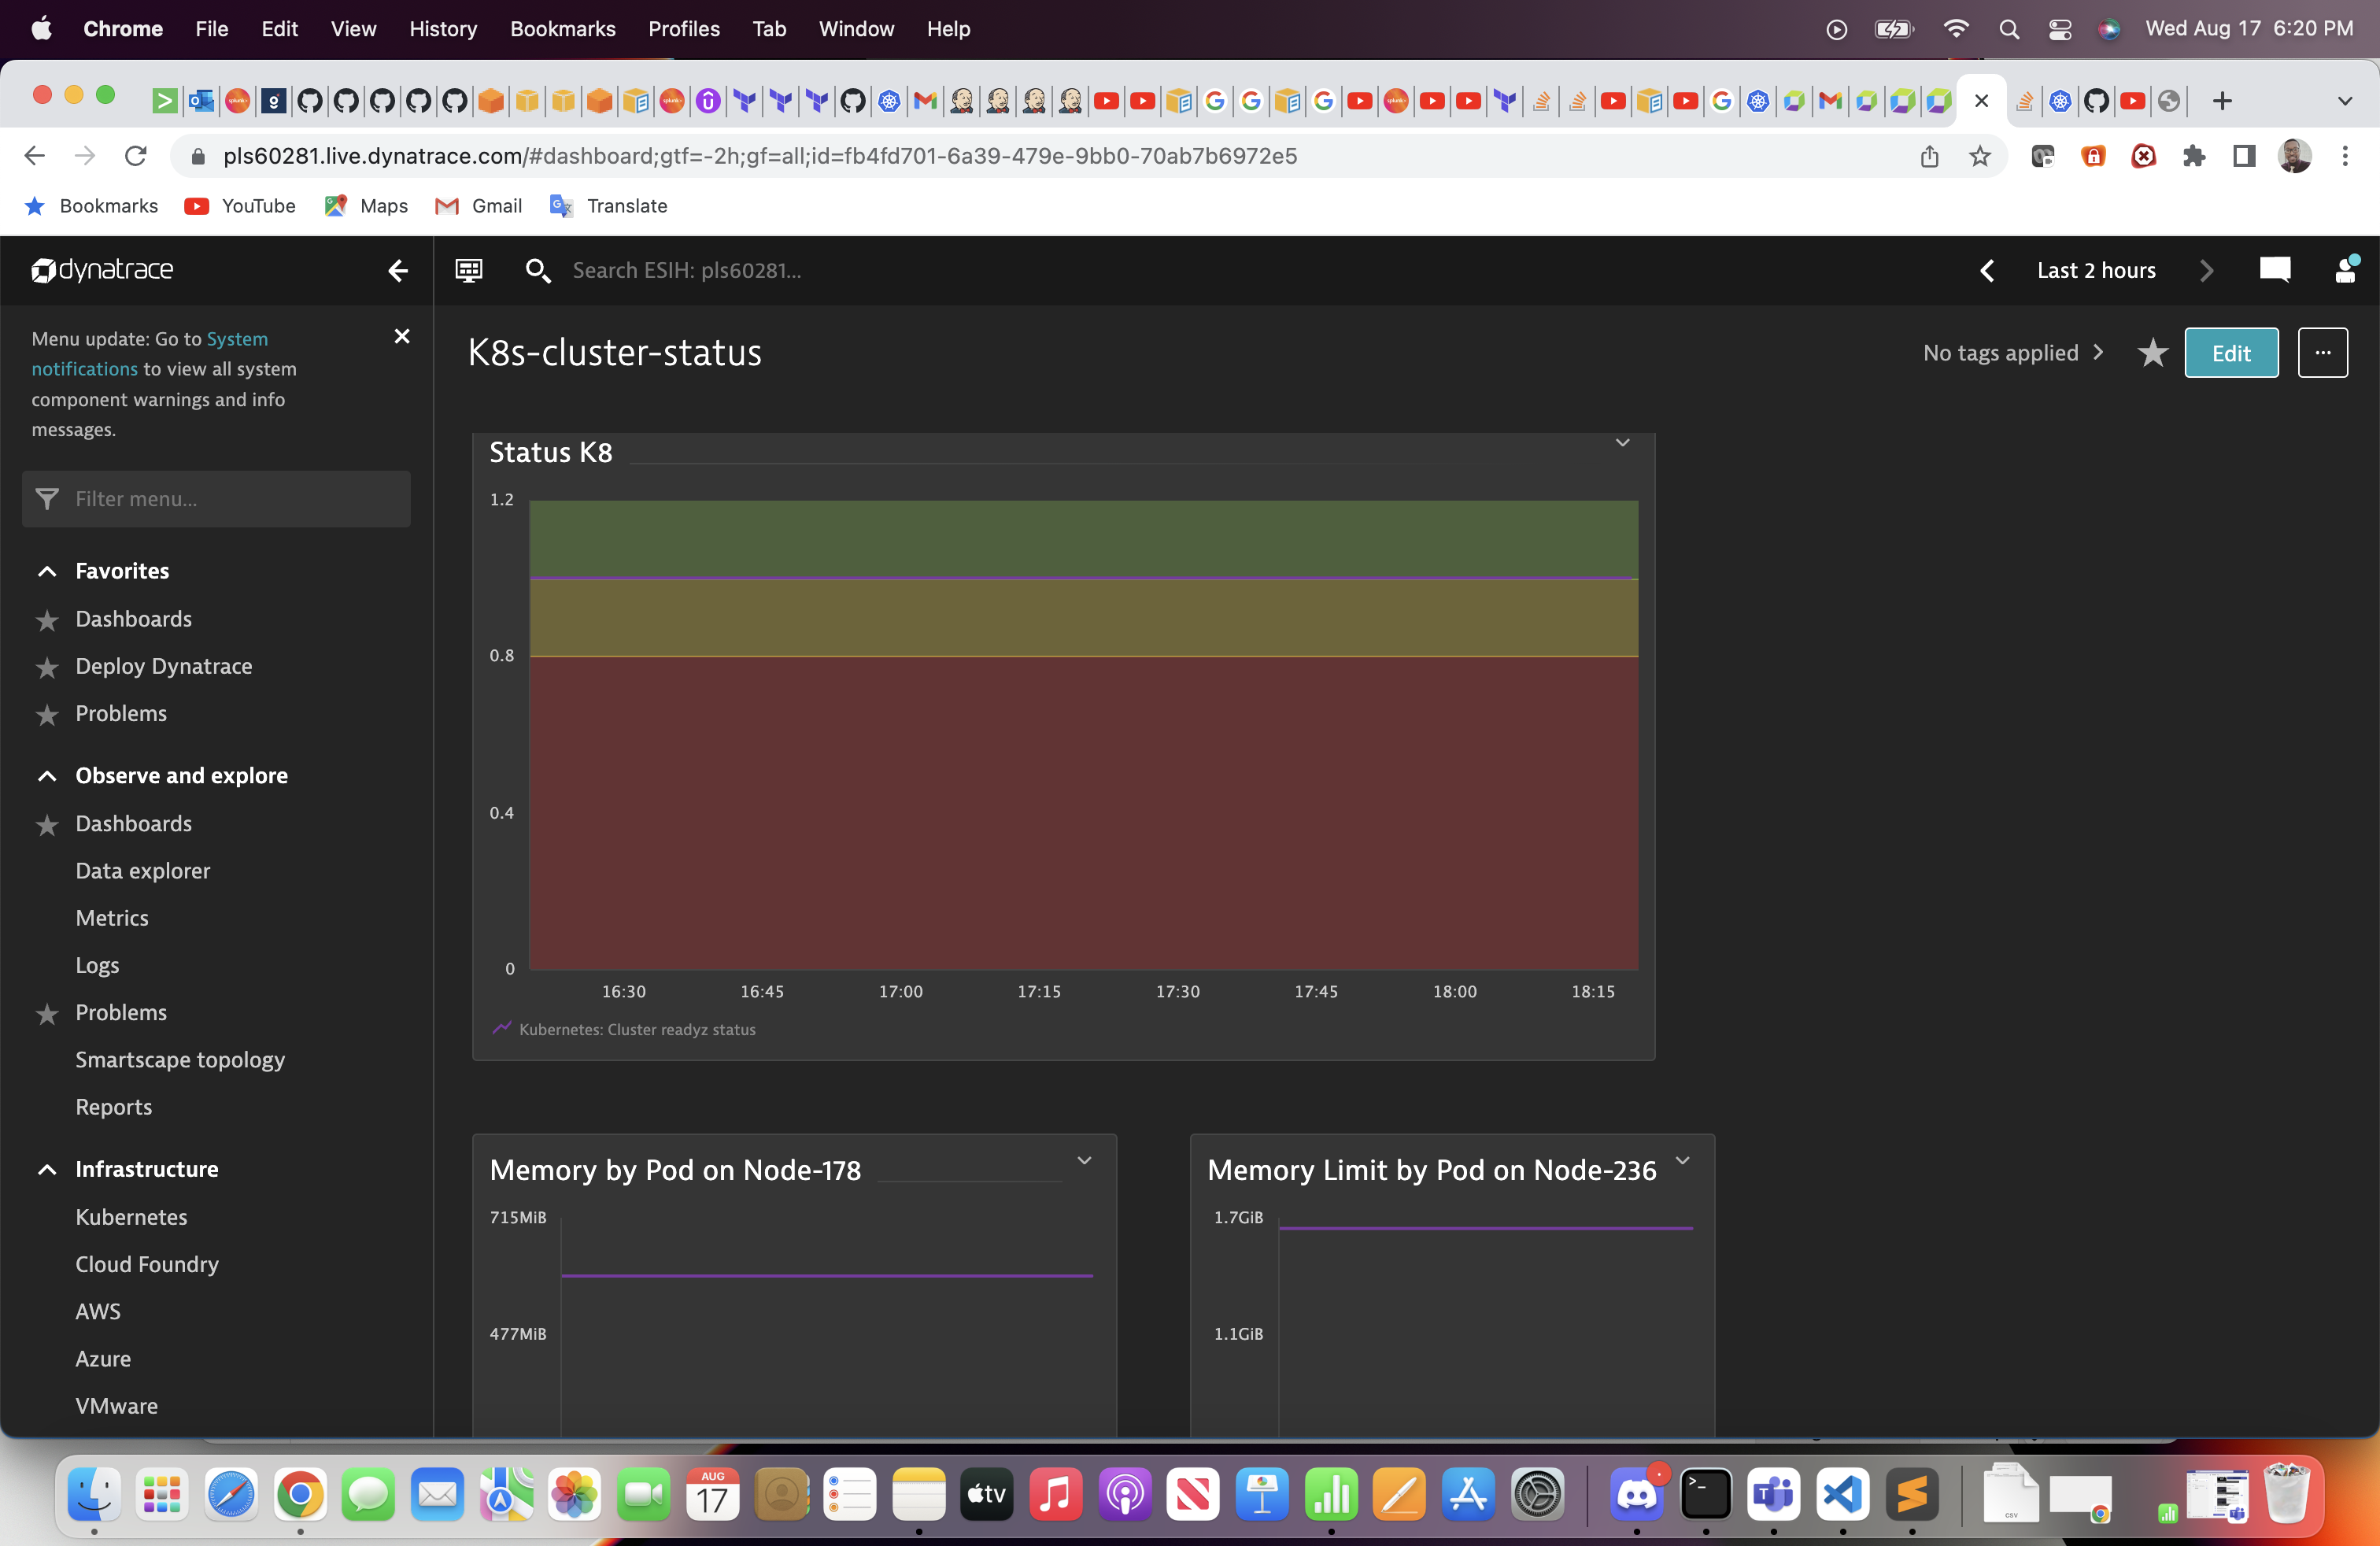 Chrome File Edit View History Bookmarks Profiles Tab Window Help Wed Aug 17 6:20 PM
pls60281.live.dynatrace.com/#dashboard;gtf=-2h;gf=all;id=fb4fd701-6a39-479e-9bb0-70ab7b6972e5
Bookmarks YouTube Maps Gmail Translate
dynatrace
Search ESIH: pls60281...
Last 2 hours
Menu update: Go to System
notifications to view all system
component warnings and info
messages.
Filter menu...
Favorites
Dashboards
Deploy Dynatrace
Problems
Observe and explore
Dashboards
Data explorer
Metrics
Logs
Problems
Smartscape topology
Reports
Infrastructure
Kubernetes
Cloud Foundry
AWS
Azure
VMware
K8s-cluster-status
No tags applied
Edit
...
Status K8
1.2
0.8
0.4
0
16:30 16:45 17:00 17:15 17:30 17:45 18:00 18:15
Kubernetes: Cluster readyz status
Memory by Pod on Node-178
715MiB
477MiB
Memory Limit by Pod on Node-236
1.7GiB
1.1GiB
AUG
17
tv
CSV